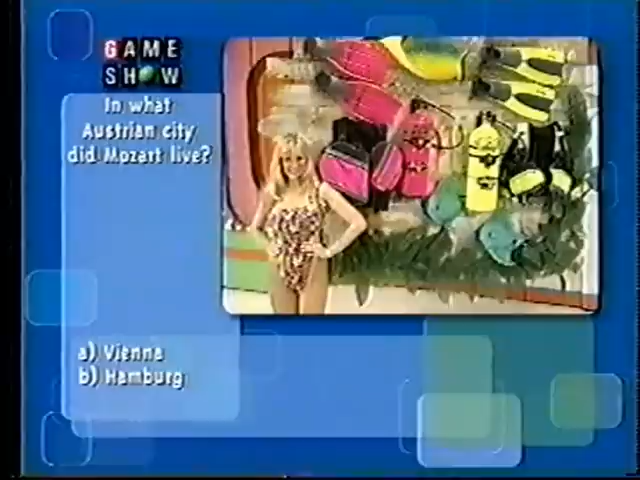 GAME
SHOW
In what
Austrian city
did Mozart live?
a) Vienna
b) Hamburg